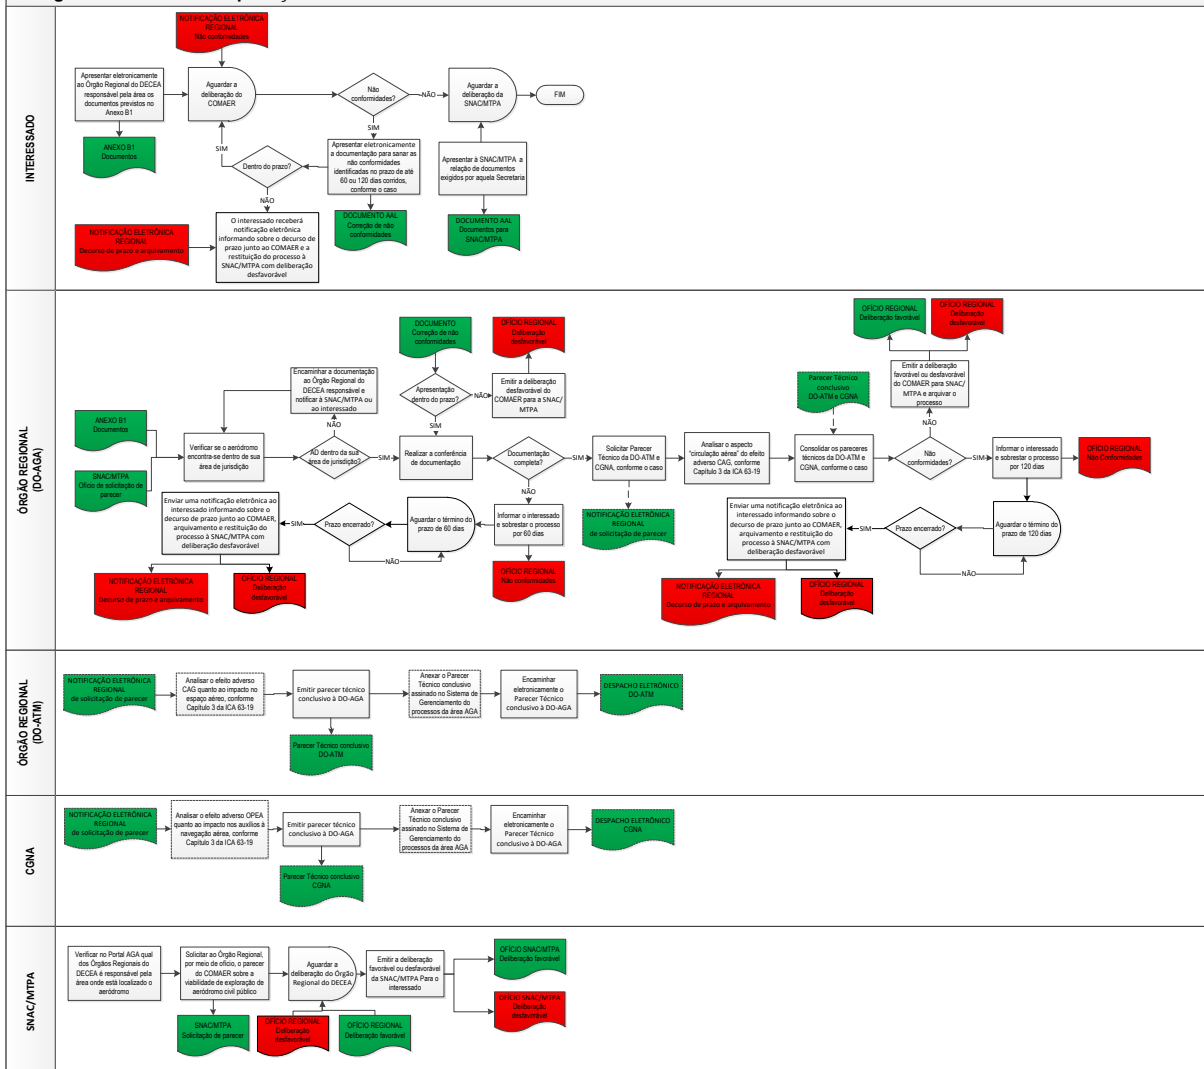 INTERESSADO
NOTIFICAÇÃO ELETRÔNICA
REGIONAL
Não conformidades
Apresentar eletronicamente
ao Órgão Regional do DECEA
responsável pela área os
documentos previstos no
Anexo B1
ANEXO B1
Documentos
Aguardar a
deliberação do
COMAER
Não
conformidades?
NÃO
SIM
Aguardar a
deliberação da
SNAC/MTPA
FIM
Apresentar eletronicamente
a documentação para sanar as
não conformidades
identificadas no prazo de até
60 ou 120 dias corridos,
conforme o caso
Dentro do prazo?
SIM
NÃO
Apresentar à SNAC/MTPA a
relação de documentos
exigidos por aquela Secretaria
DOCUMENTO AAL
Correção de não
conformidades
DOCUMENTO AAL
Documentos para
SNAC/MTPA
NOTIFICAÇÃO ELETRÔNICA
REGIONAL
Decurso de prazo e arquivamento
O interessado receberá
notificação eletrônica
informando sobre o decurso de
prazo junto ao COMAER e a
restituição do processo à
SNAC/MTPA com deliberação
desfavorável
ÓRGÃO REGIONAL
(DO-AGA)
ANEXO B1
Documentos
SNAC/MTPA
Ofício de solicitação de
parecer
Verificar se o aeródromo
encontra-se dentro de sua
área de jurisdição
Encaminhar a documentação
ao Órgão Regional do
DECEA responsável e
notificar à SNAC/MTPA ou
ao interessado
NÃO
AD dentro da sua
área de jurisdição?
SIM
DOCUMENTO
Correção de não
conformidades
Apresentação
dentro do prazo?
NÃO
SIM
OFÍCIO REGIONAL
Deliberação
desfavorável
Emitir a deliberação
desfavorável do
COMAER para a SNAC/
MTPA
Realizar a conferência
de documentação
Documentação
completa?
SIM
NÃO
Informar o interessado
e sobrestar o processo
por 60 dias
OFÍCIO REGIONAL
Não conformidades
Aguardar o término do
prazo de 60 dias
Prazo encerrado?
NÃO
SIM
Enviar uma notificação eletrônica ao
interessado informando sobre o
decurso de prazo junto ao COMAER,
arquivamento e restituição do
processo à SNAC/MTPA com
deliberação desfavorável
NOTIFICAÇÃO ELETRÔNICA
REGIONAL
Decurso de prazo e arquivamento
OFÍCIO REGIONAL
Deliberação
desfavorável
Solicitar Parecer
Técnico da DO-ATM e
CGNA, conforme o caso
NOTIFICAÇÃO ELETRÔNICA
REGIONAL
de solicitação de parecer
Analisar o aspecto
"circulação aérea" do efeito
adverso CAG, conforme
Capítulo 3 da ICA 63-19
Parecer Técnico
conclusivo
DO-ATM e CGNA
Consolidar os pareceres
técnicos da DO-ATM e
CGNA, conforme o caso
OFÍCIO REGIONAL
Deliberação favorável
OFÍCIO REGIONAL
Deliberação
desfavorável
Emitir a deliberação
favorável ou desfavorável
do COMAER para SNAC/
MTPA e arquivar o
processo
NÃO
Não
conformidades?
SIM
Informar o interessado
e sobrestar o processo
por 120 dias
OFÍCIO REGIONAL
Não Conformidades
Aguardar o término do
prazo de 120 dias
Prazo encerrado?
NÃO
SIM
Enviar uma notificação eletrônica ao
interessado informando sobre o
decurso de prazo junto ao COMAER,
arquivamento e restituição do
processo à SNAC/MTPA com
deliberação desfavorável
NOTIFICAÇÃO ELETRÔNICA
REGIONAL
Decurso de prazo e arquivamento
OFÍCIO REGIONAL
Deliberação
desfavorável
ÓRGÃO REGIONAL
(DO-ATM)
NOTIFICAÇÃO ELETRÔNICA
REGIONAL
de solicitação de parecer
Analisar o efeito adverso
CAG quanto ao impacto no
espaço aéreo, conforme
Capítulo 3 da ICA 63-19
Emitir parecer técnico
conclusivo à DO-AGA
Parecer Técnico conclusivo
DO-ATM
Anexar o Parecer
Técnico conclusivo
assinado no Sistema de
Gerenciamento do
processos da área AGA
Encaminhar
eletronicamente o
Parecer Técnico
conclusivo à DO-AGA
DESPACHO ELETRÔNICO
DO-ATM
CGNA
NOTIFICAÇÃO ELETRÔNICA
REGIONAL
de solicitação de parecer
Analisar o efeito adverso OPEA
quanto ao impacto nos auxílios à
navegação aérea, conforme
Capítulo 3 da ICA 63-19
Emitir parecer técnico
conclusivo à DO-AGA
Parecer Técnico conclusivo
CGNA
Anexar o Parecer
Técnico conclusivo
assinado no Sistema de
Gerenciamento do
processos da área AGA
Encaminhar
eletronicamente o
Parecer Técnico
conclusivo à DO-AGA
DESPACHO ELETRÔNICO
CGNA
SNAC/MTPA
Verificar no Portal AGA qual
dos Órgãos Regionais do
DECEA é responsável pela
área onde está localizado o
aeródromo
Solicitar ao Órgão Regional,
por meio de ofício, o parecer
do COMAER sobre a
viabilidade de exploração de
aeródromo civil público
SNAC/MTPA
Solicitação de parecer
Aguardar a
deliberação do Órgão
Regional do DECEA
OFÍCIO REGIONAL
Deliberação
desfavorável
OFÍCIO REGIONAL
Deliberação favorável
Emitir a deliberação
favorável ou desfavorável
da SNAC/MTPA Para o
interessado
OFÍCIO SNAC/MTPA
Deliberação favorável
OFÍCIO SNAC/MTPA
Deliberação
desfavorável